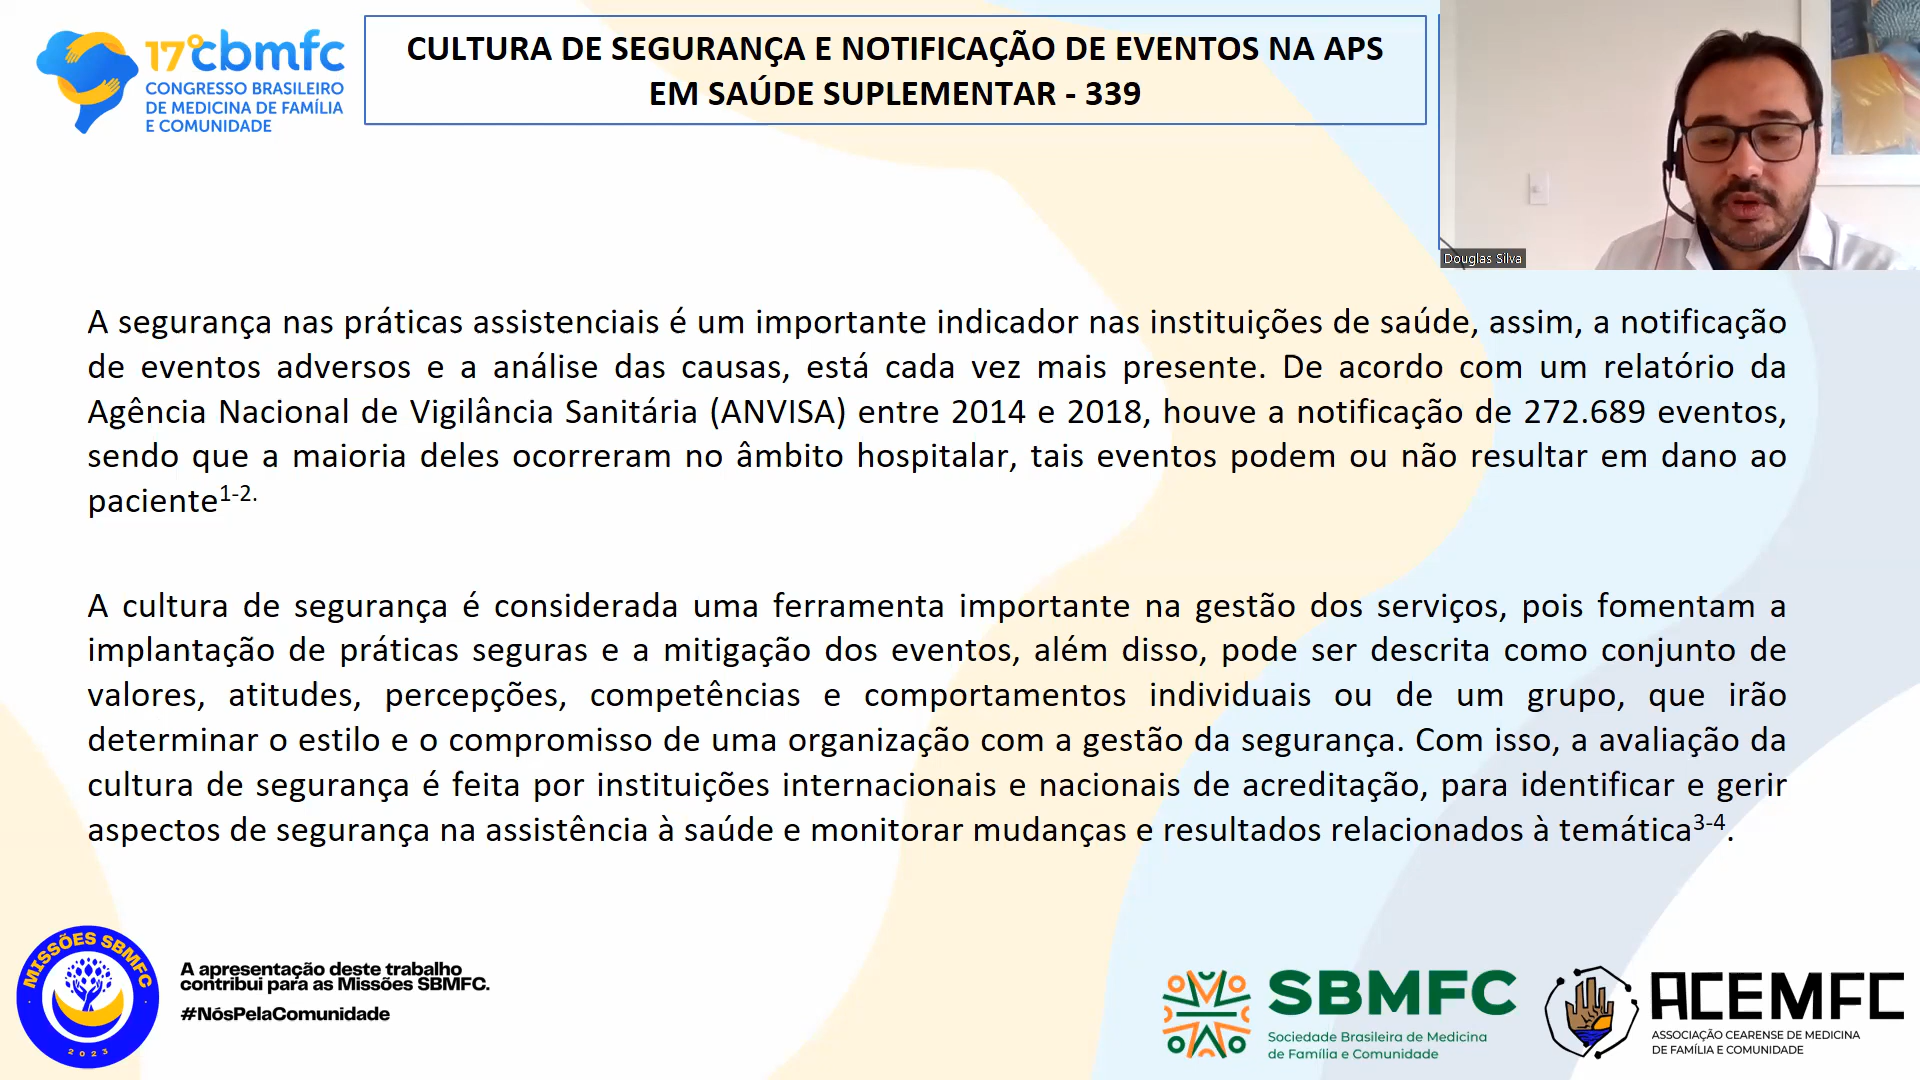 17º cbmfc
CONGRESSO BRASILEIRO
DE MEDICINA DE FAMÍLIA
E COMUNIDADE
CULTURA DE SEGURANÇA E NOTIFICAÇÃO DE EVENTOS NA APS
EM SAÚDE SUPLEMENTAR - 339
Douglas Silva
A segurança nas práticas assistenciais é um importante indicador nas instituições de saúde, assim, a notificação
de eventos adversos e a análise das causas, está cada vez mais presente. De acordo com um relatório da
Agência Nacional de Vigilância Sanitária (ANVISA) entre 2014 e 2018, houve a notificação de 272.689 eventos,
sendo que a maioria deles ocorreram no âmbito hospitalar, tais eventos podem ou não resultar em dano ao
paciente1-2.
A cultura de segurança é considerada uma ferramenta importante na gestão dos serviços, pois fomentam a
implantação de práticas seguras e a mitigação dos eventos, além disso, pode ser descrita como conjunto de
valores, atitudes, percepções, competências e comportamentos individuais ou de um grupo, que irão
determinar o estilo e o compromisso de uma organização com a gestão da segurança. Com isso, a avaliação da
cultura de segurança é feita por instituições internacionais e nacionais de acreditação, para identificar e gerir
aspectos de segurança na assistência à saúde e monitorar mudanças e resultados relacionados à temática3-4.
MISSÕES SBMFC
2023
A apresentação deste trabalho
contribui para as Missões SBMFC.
#NósPelaComunidade
SBMFC
Sociedade Brasileira de Medicina
de Família e Comunidade
ACEMFC
ASSOCIAÇÃO CEARENSE DE MEDICINA
DE FAMÍLIA E COMUNIDADE